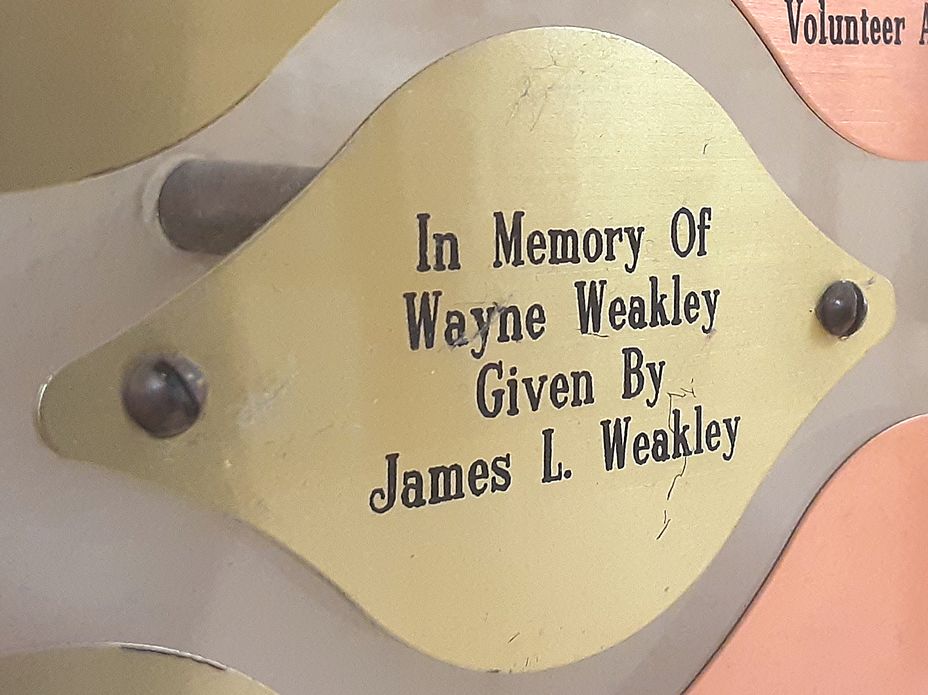 Volunteer
In Memory Of
Wayne Weakley
Given By
James L. Weakley